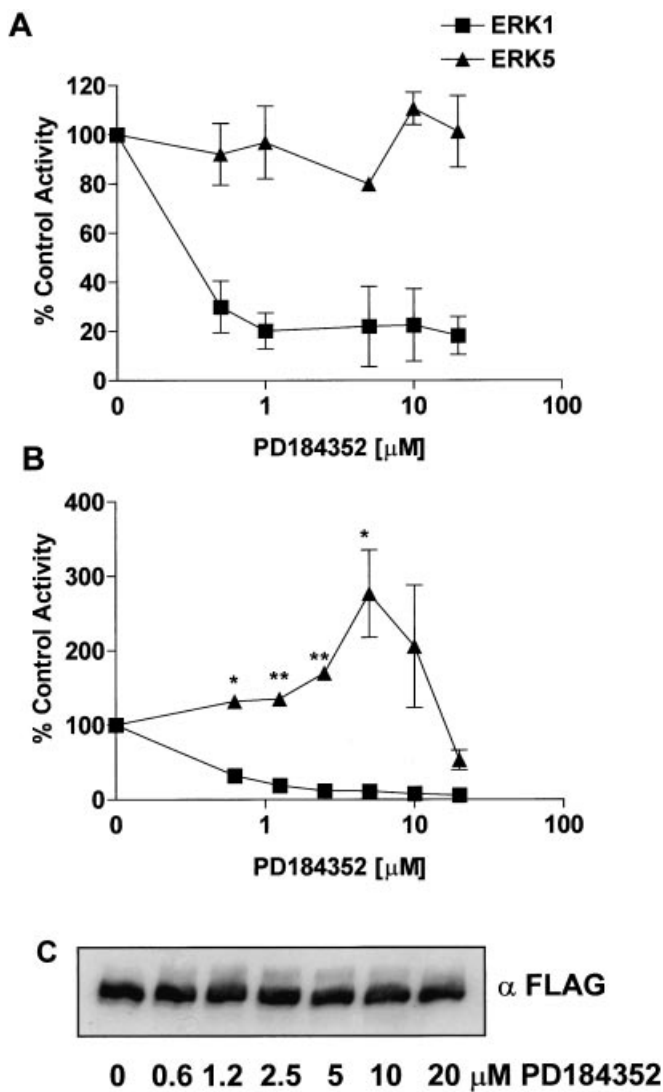 A
ERK1
ERK5
120
100
80
60
40
20
0
% Control Activity
0 1 10 100
PD184352 [μM]
B
400
300
200
100
0
% Control Activity
* ** ** *
0 1 10 100
PD184352 [μM]
C
α FLAG
0 0.6 1.2 2.5 5 10 20 μM PD184352